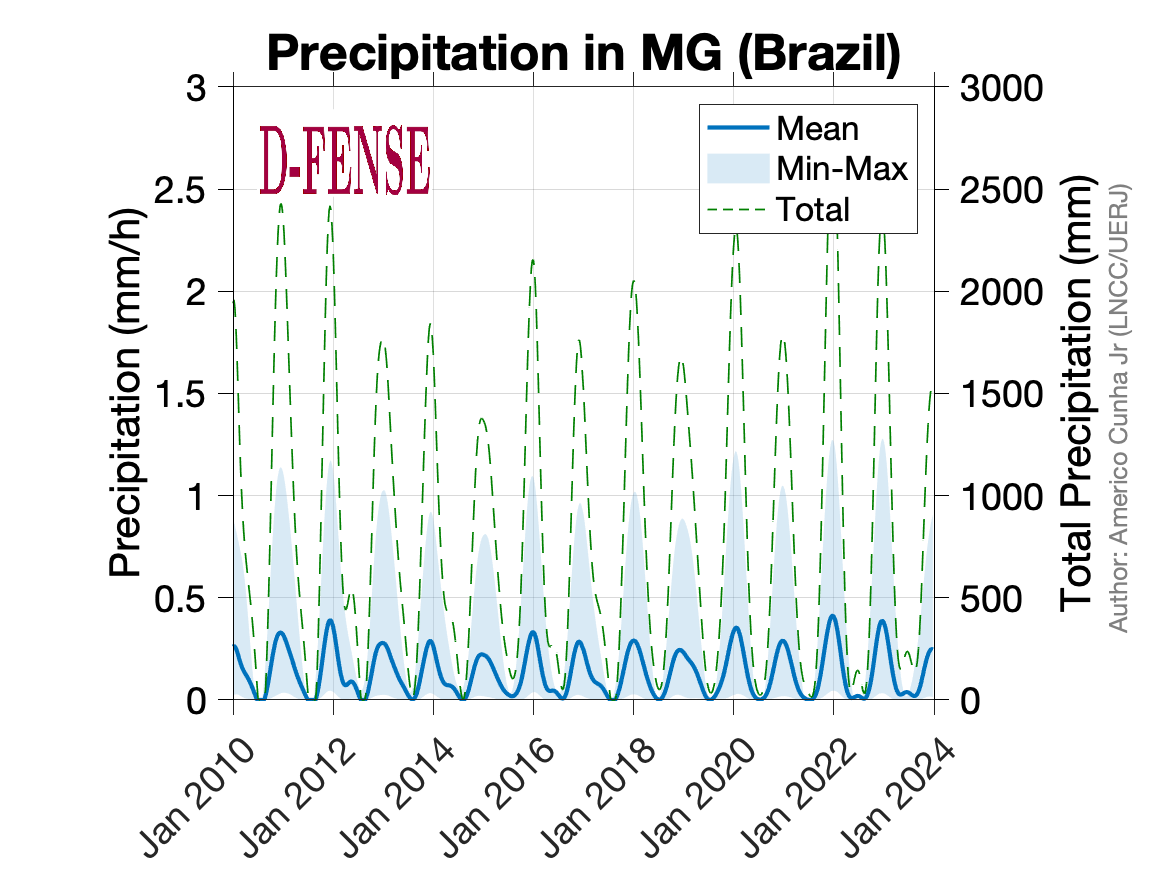 Precipitation in MG (Brazil)
D-FENSE
Mean
Min-Max
Total
Precipitation (mm/h)
3
2.5
2
1.5
1
0.5
0
3000
2500
2000
1500
1000
500
0
Total Precipitation (mm)
Author: Americo Cunha Jr (LNCC/UERJ)
Jan 2010
Jan 2012
Jan 2014
Jan 2016
Jan 2018
Jan 2020
Jan 2022
Jan 2024